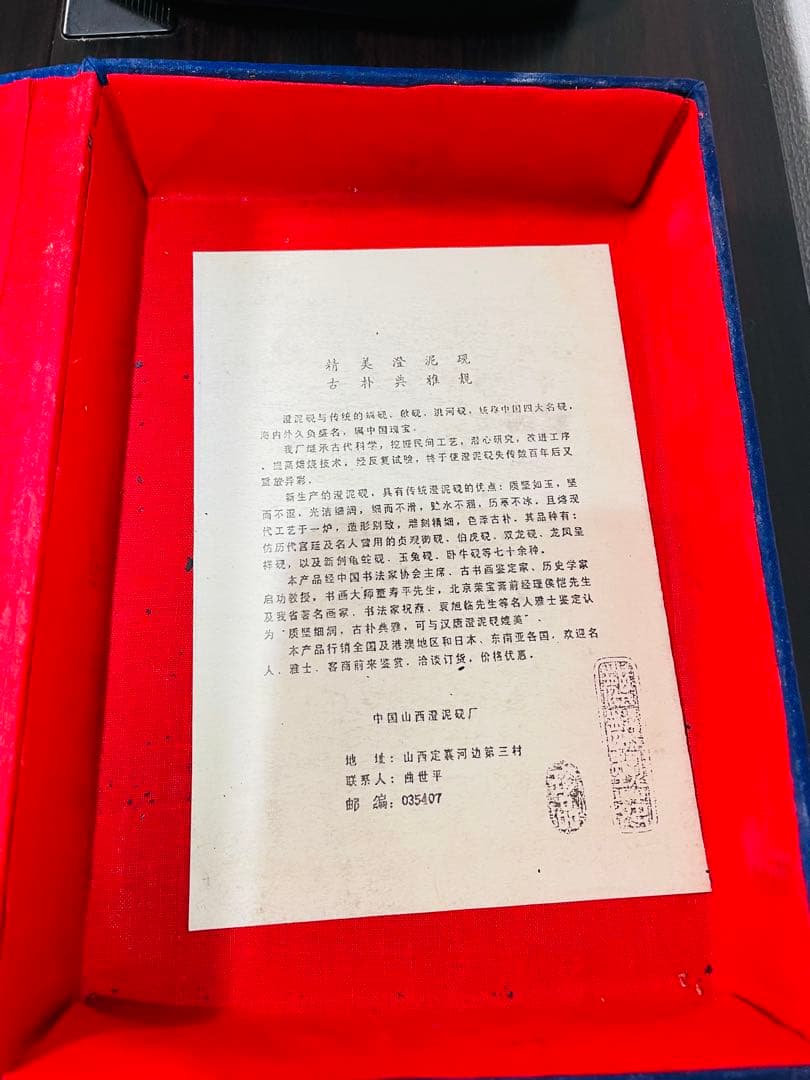 精美澄泥砚
古朴典雅靓
澄泥砚与传统的端砚、歙砚、洮河砚，统称中国四大名砚，
海内外久负盛名，属中国瑰宝。
我厂继承古代科学，挖班民间工艺，潜心研究，改进工序
、提高焙烧技术，经反复试验，终于使澄泥砚失传数百年后又
重放异彩。
新生产的澄泥砚，具有传统澄泥砚的优点：质坚如玉，坚
而不涩，光洁细润，细而不滑，贮水不涸，历寒不冰，且熔现
代工艺于一炉，造形别致，雕刻精细，色泽古朴，其品种有：
仿历代宫廷及名人曾用的贞观御砚、伯虎砚、双龙砚、龙凤呈
祥砚，以及新创龟蛇砚、玉兔砚、卧牛砚等七十余种。
本产品经中国书法家协会主席、古书画鉴定家、历史学家
启功教授，书画大师董寿平先生，北京荣宝斋前经理侯恺先生
及我省著名画家、书法家祝焘、袁旭临先生等名人雅士鉴定认
为“质坚细润，古朴典雅，可与汉唐澄泥砚媲美”。
本产品行销全国及港澳地区和日本、东南亚各国，欢迎名
人、雅士、客商前来鉴赏、洽谈订货，价格优惠。
中国山西澄泥砚厂
地 址：山西定襄河边第三村
联系人：曲世平
邮 编：035407